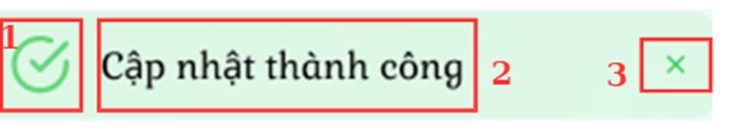 1 Cập nhật thành công 2 3